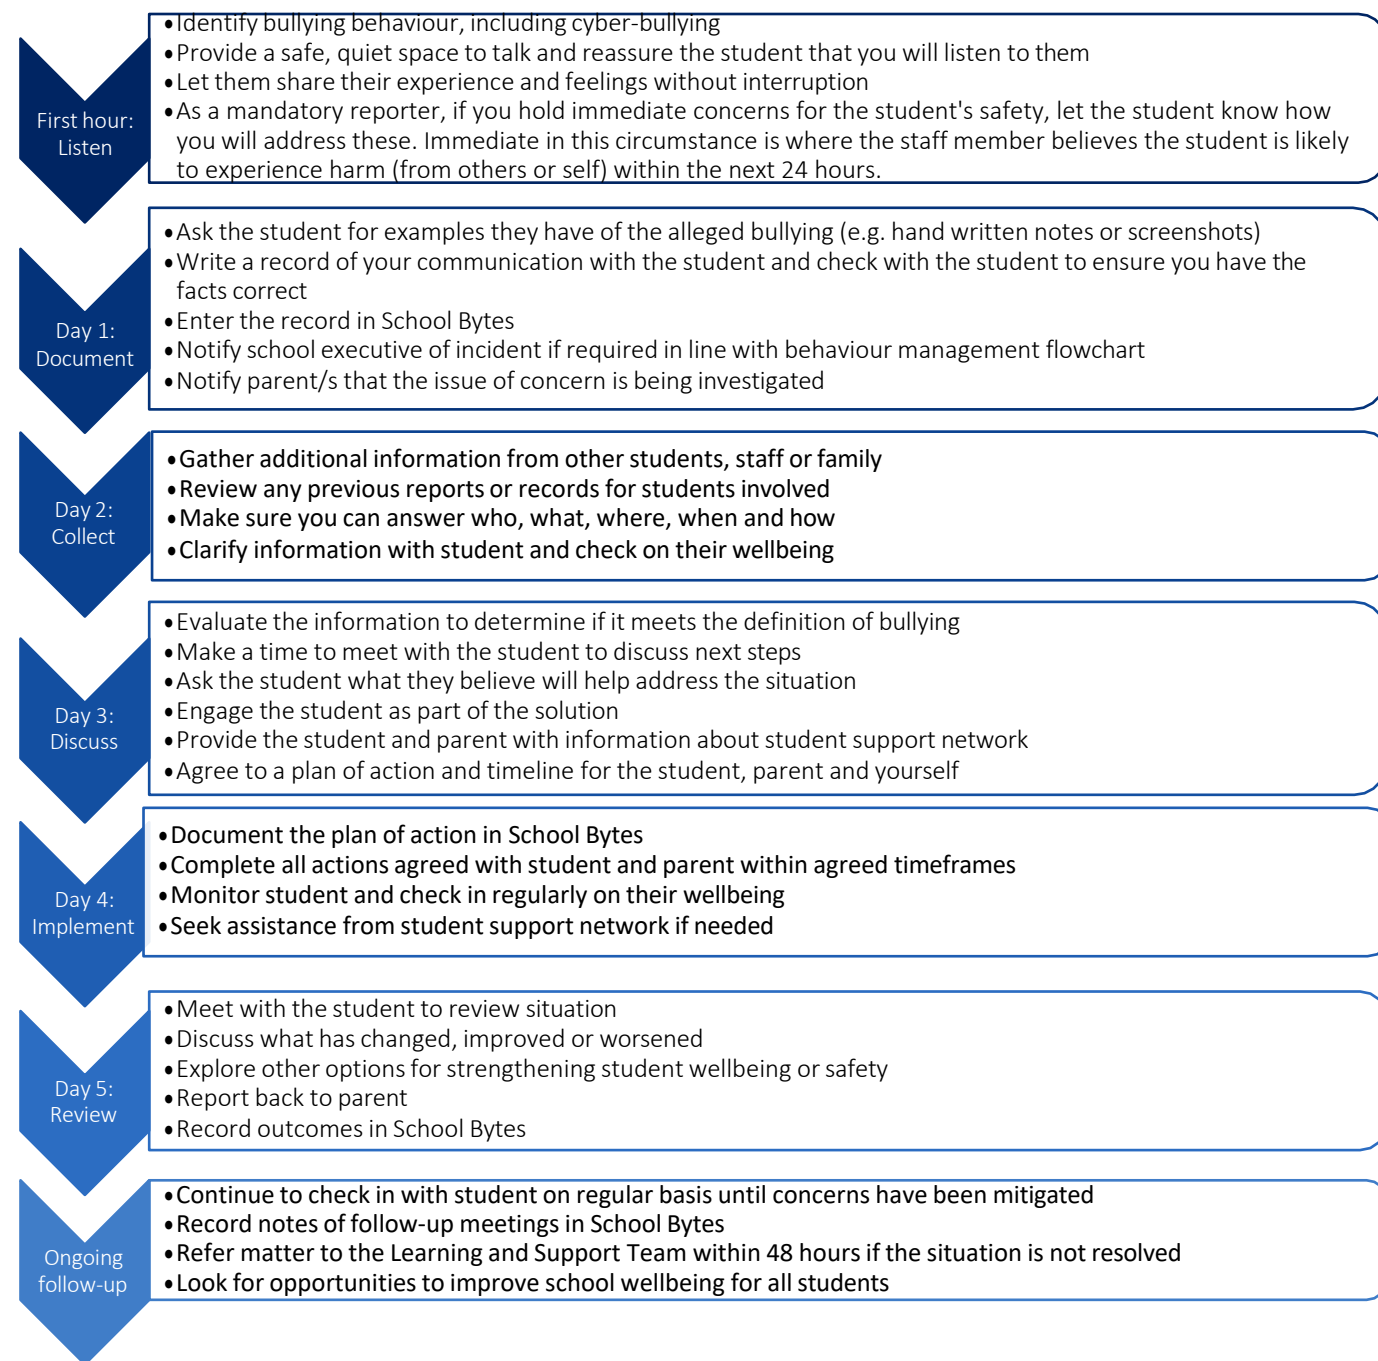 First hour:
Listen
•Identify bullying behaviour, including cyber-bullying
•Provide a safe, quiet space to talk and reassure the student that you will listen to them
•Let them share their experience and feelings without interruption
•As a mandatory reporter, if you hold immediate concerns for the student's safety, let the student know how
you will address these. Immediate in this circumstance is where the staff member believes the student is likely
to experience harm (from others or self) within the next 24 hours.
Day 1:
Document
•Ask the student for examples they have of the alleged bullying (e.g. hand written notes or screenshots)
•Write a record of your communication with the student and check with the student to ensure you have the
facts correct
•Enter the record in School Bytes
•Notify school executive of incident if required in line with behaviour management flowchart
•Notify parent/s that the issue of concern is being investigated
Day 2:
Collect
•Gather additional information from other students, staff or family
•Review any previous reports or records for students involved
•Make sure you can answer who, what, where, when and how
•Clarify information with student and check on their wellbeing
Day 3:
Discuss
•Evaluate the information to determine if it meets the definition of bullying
•Make a time to meet with the student to discuss next steps
•Ask the student what they believe will help address the situation
•Engage the student as part of the solution
•Provide the student and parent with information about student support network
•Agree to a plan of action and timeline for the student, parent and yourself
Day 4:
Implement
•Document the plan of action in School Bytes
•Complete all actions agreed with student and parent within agreed timeframes
•Monitor student and check in regularly on their wellbeing
•Seek assistance from student support network if needed
Day 5:
Review
•Meet with the student to review situation
•Discuss what has changed, improved or worsened
•Explore other options for strengthening student wellbeing or safety
•Report back to parent
•Record outcomes in School Bytes
Ongoing
follow-up
•Continue to check in with student on regular basis until concerns have been mitigated
•Record notes of follow-up meetings in School Bytes
•Refer matter to the Learning and Support Team within 48 hours if the situation is not resolved
•Look for opportunities to improve school wellbeing for all students